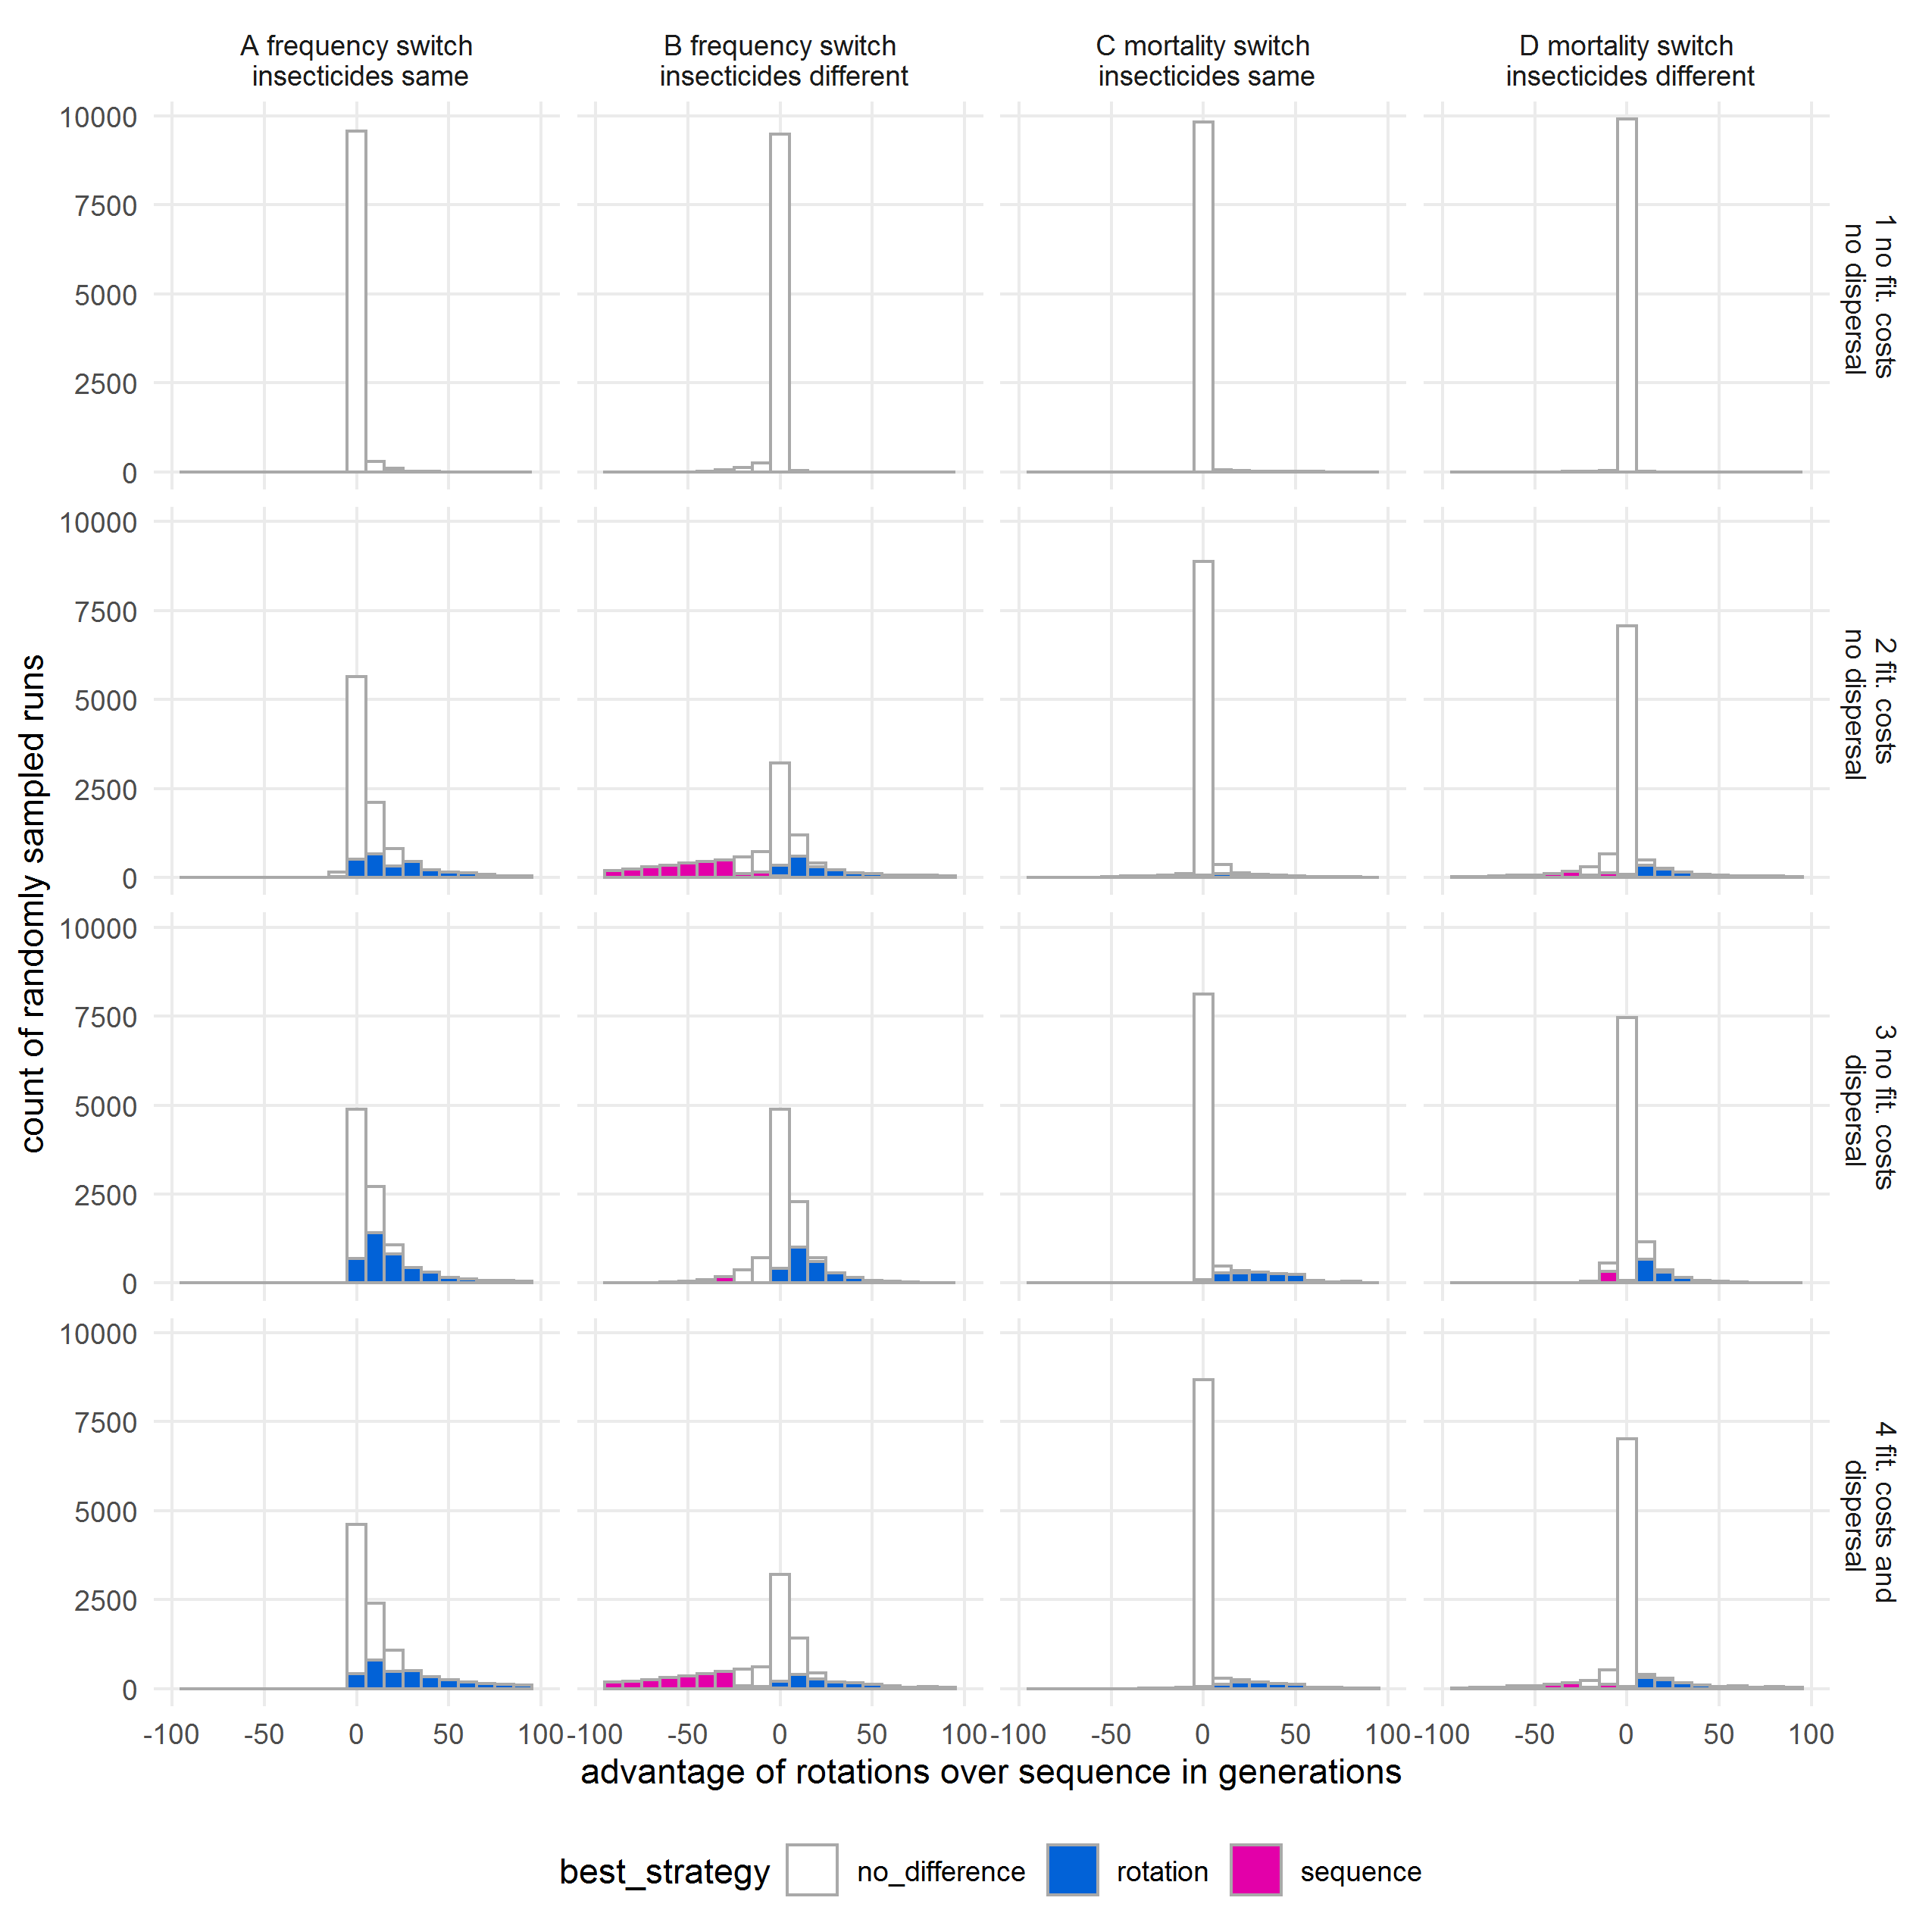 A frequency switch
insecticides same
B frequency switch
insecticides different
C mortality switch
insecticides same
D mortality switch
insecticides different
10000
7500
5000
2500
0
1 no fit. costs
no dispersal
10000
7500
5000
2500
0
2 fit. costs
no dispersal
10000
7500
5000
2500
0
3 no fit. costs
dispersal
10000
7500
5000
2500
0
4 fit. costs and
dispersal
count of randomly sampled runs
-100 -50 0 50 100
-100 -50 0 50 100
-100 -50 0 50 100
-100 -50 0 50 100
advantage of rotations over sequence in generations
best_strategy no_difference rotation sequence